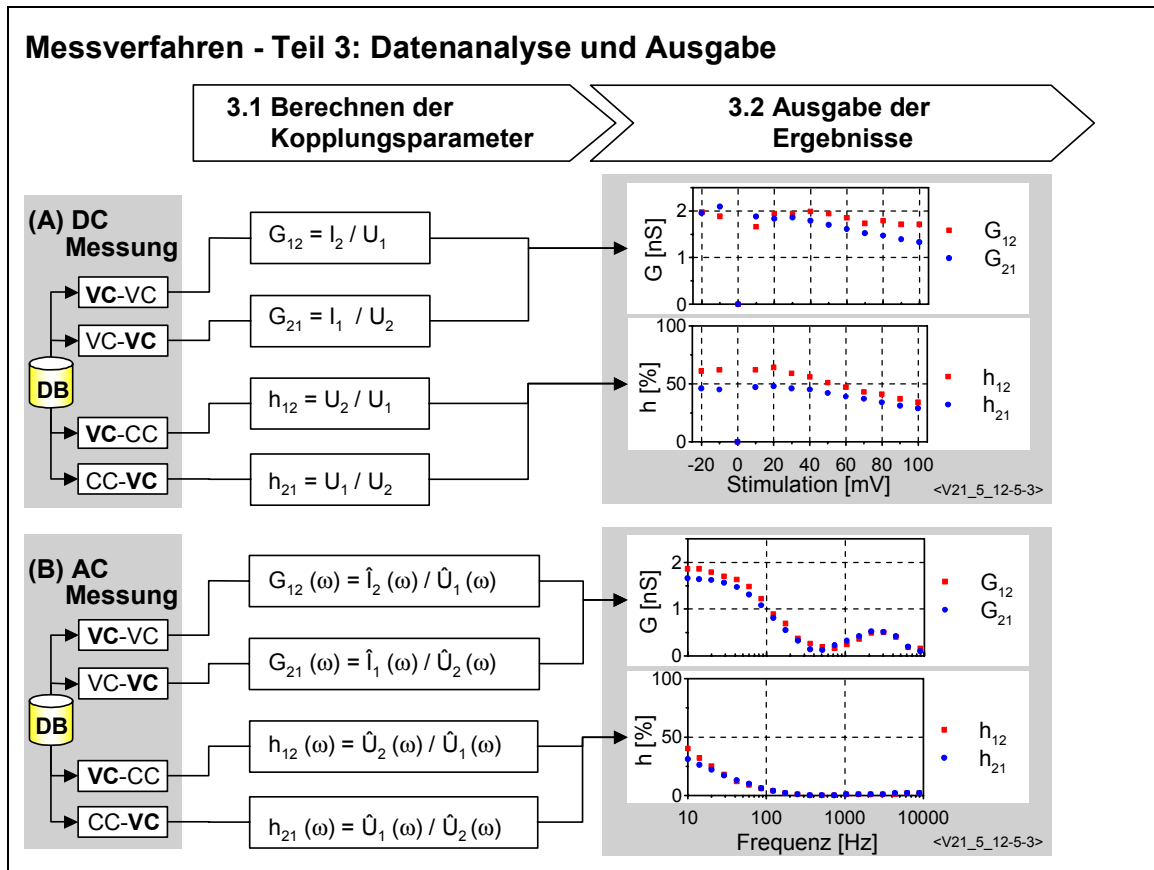 Messverfahren - Teil 3: Datenanalyse und Ausgabe
3.1 Berechnen der
Kopplungsparameter
3.2 Ausgabe der
Ergebnisse
(A) DC
Messung
VC-VC
VC-VC
DB
VC-CC
CC-VC
G12 = I2 / U1
G21 = I1 / U2
h12 = U2 / U1
h21 = U1 / U2
G [nS]
2
1
0
G12
G21
h [%]
100
50
0
h12
h21
-20 0 20 40 60 80 100
Stimulation [mV]
<V21_5_12-5-3>
(B) AC
Messung
VC-VC
VC-VC
DB
VC-CC
CC-VC
G12 (ω) = Î2 (ω) / Û1 (ω)
G21 (ω) = Î1 (ω) / Û2 (ω)
h12 (ω) = Û2 (ω) / Û1 (ω)
h21 (ω) = Û1 (ω) / Û2 (ω)
G [nS]
2
1
0
G12
G21
h [%]
100
50
0
h12
h21
10 100 1000 10000
Frequenz [Hz]
<V21_5_12-5-3>